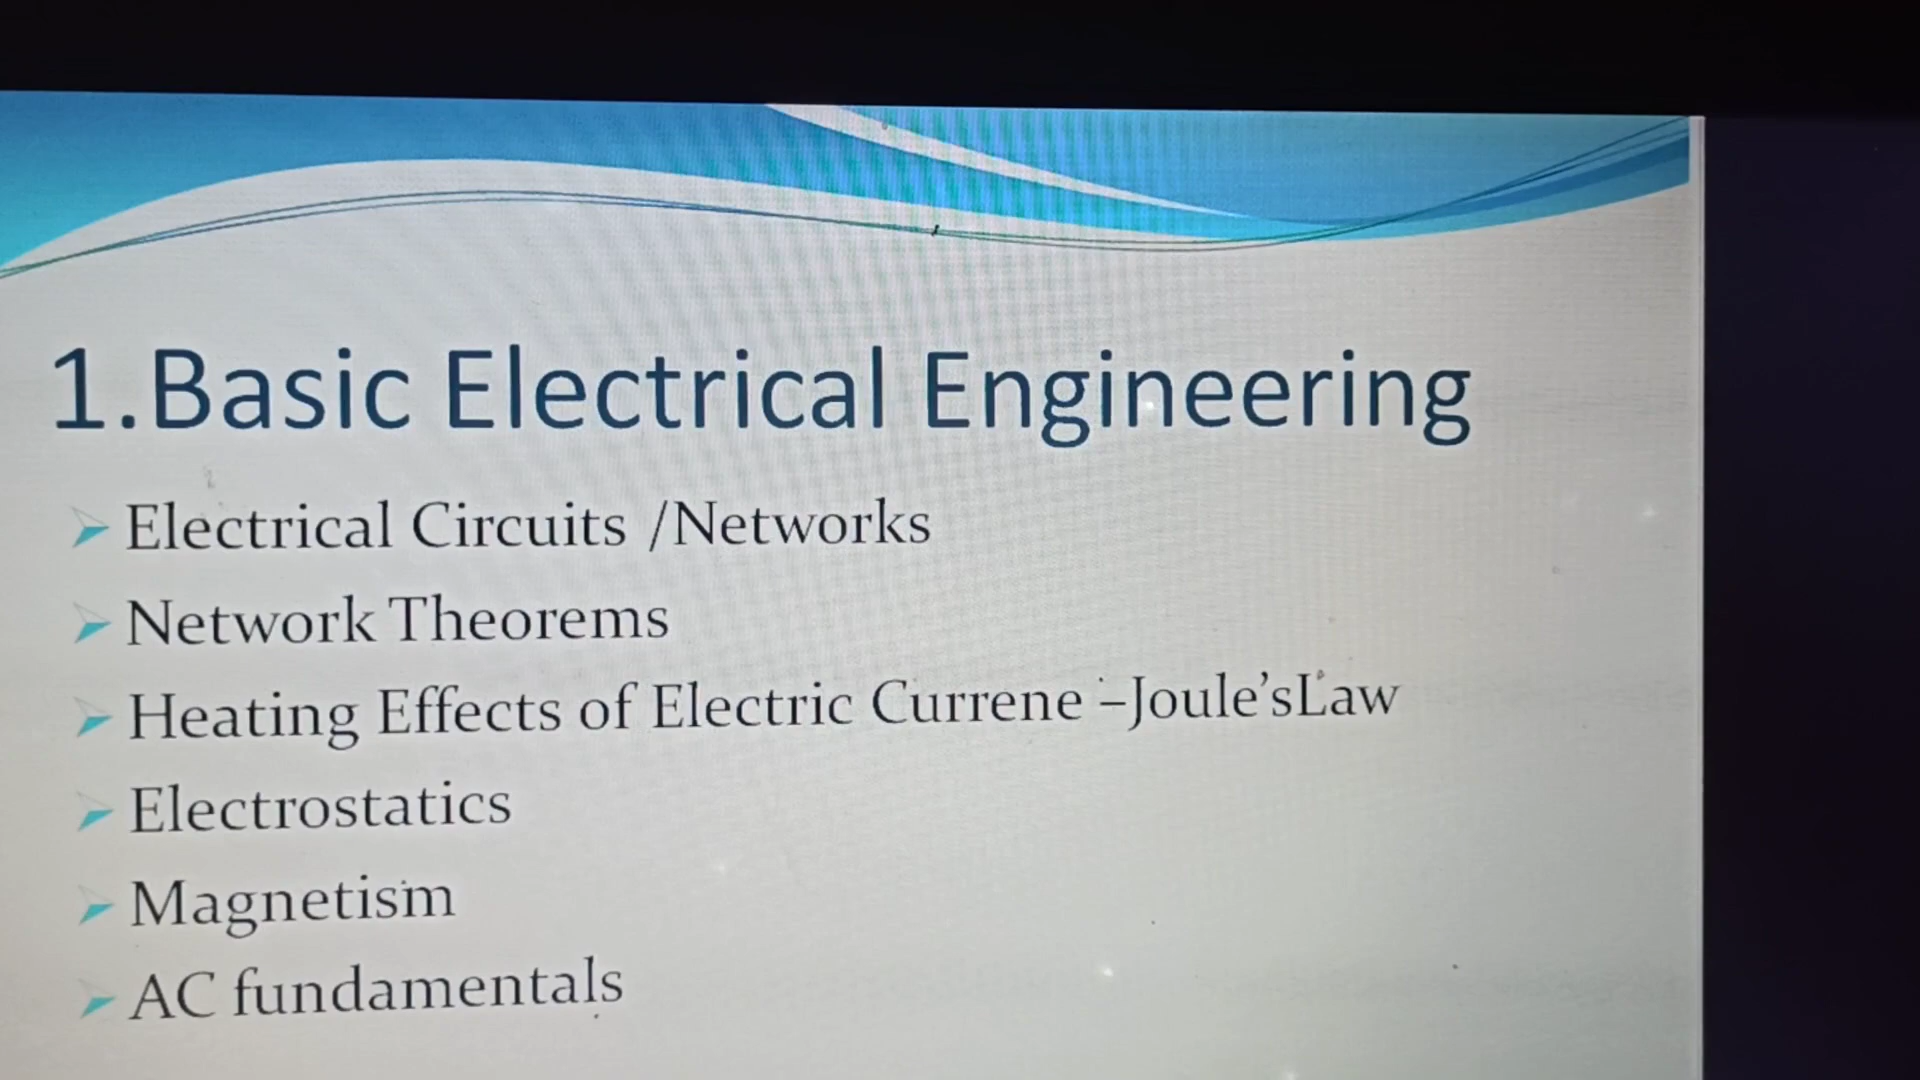 1.Basic Electrical Engineering
Electrical Circuits /Networks
Network Theorems
Heating Effects of Electric Currene –Joule'sLaw
Electrostatics
Magnetism
AC fundamentals